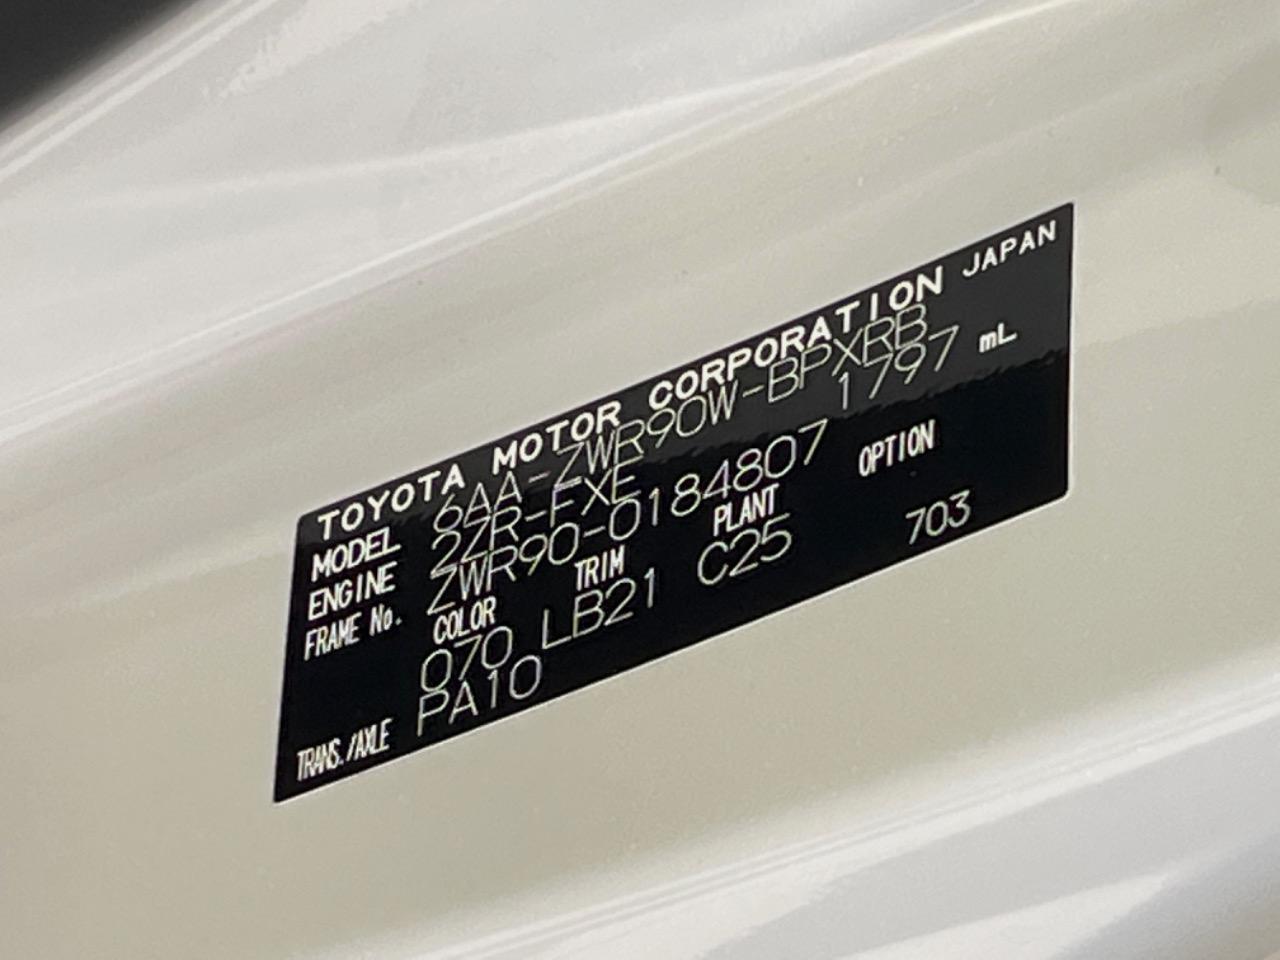 TOYOTA MOTOR CORPORATION JAPAN
MODEL 6AA-ZWR90W-BPXRB
ENGINE 2ZR-FXE 1797 mL
FRAME No. ZWR90-0184807
COLOR TRIM PLANT OPTION
070 LB21 C25 703
TRANS./AXLE PA10